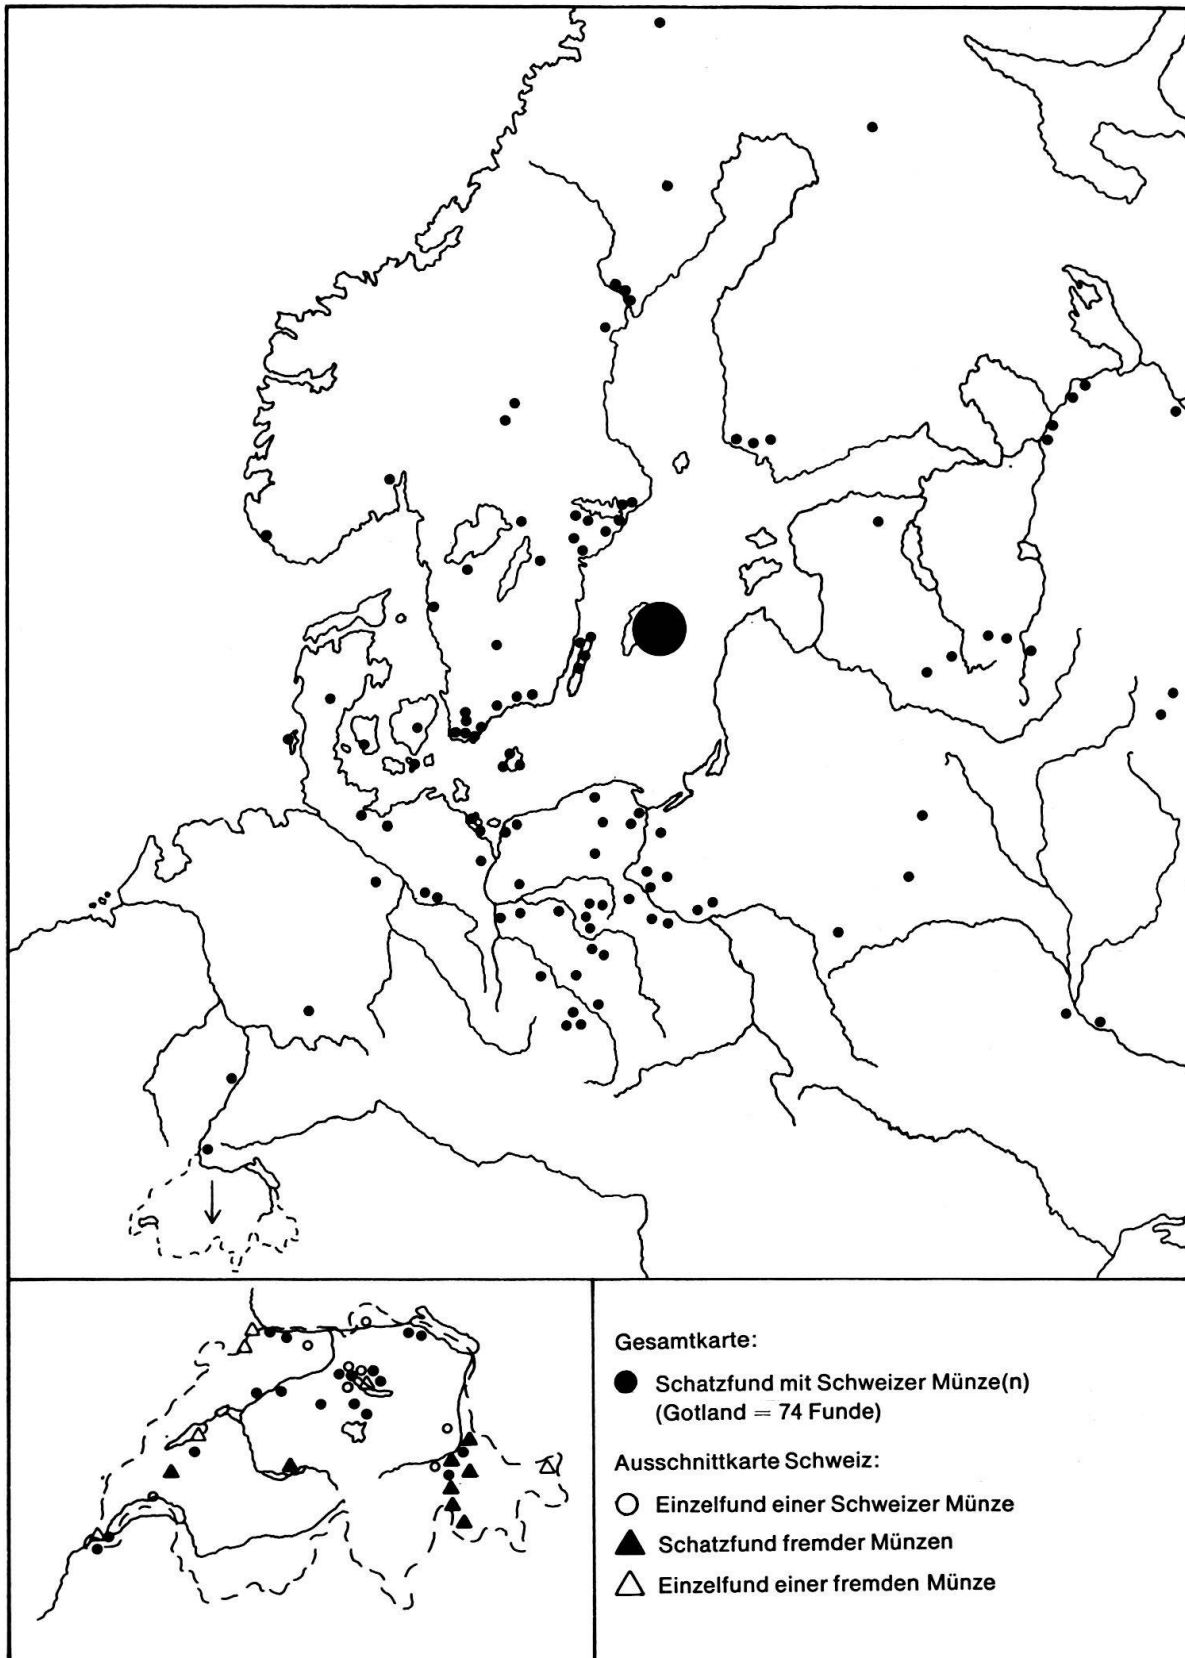 Gesamtkarte:
Schatzfund mit Schweizer Münze(n)
(Gotland = 74 Funde)
Ausschnittkarte Schweiz:
Einzelfund einer Schweizer Münze
Schatzfund fremder Münzen
Einzelfund einer fremden Münze